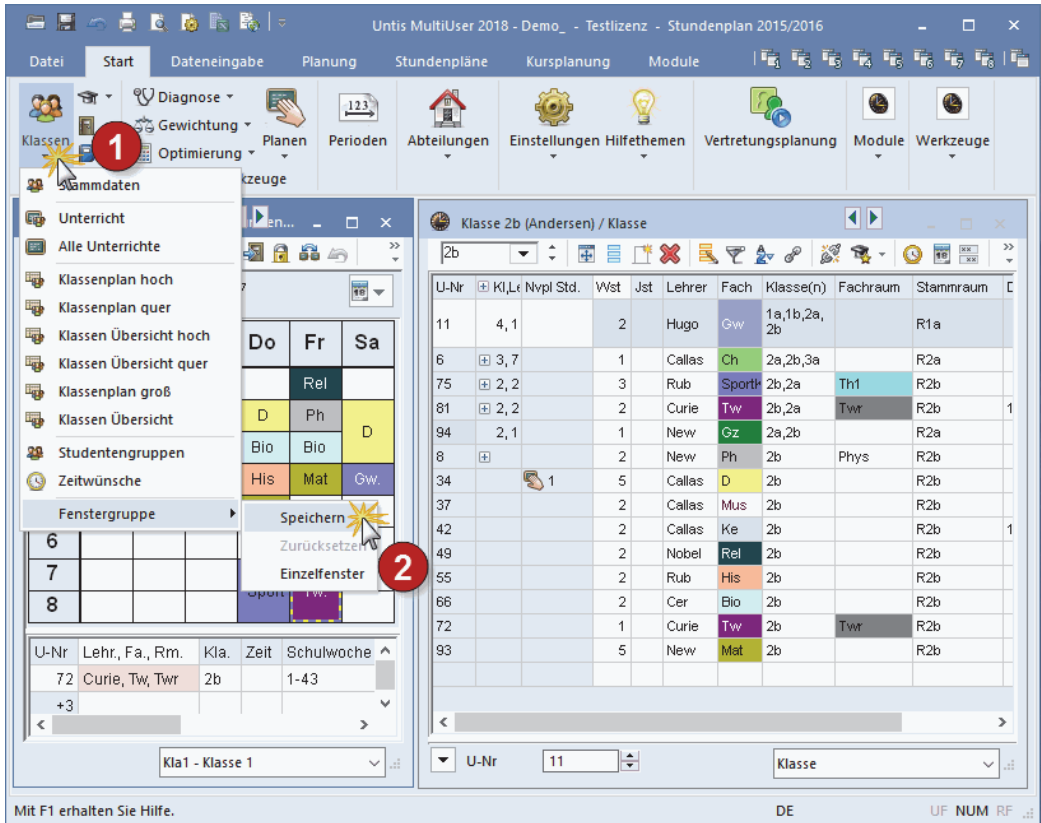 Untis MultiUser 2018 - Demo_ - Testlizenz - Stundenplan 2015/2016
Datei Start Dateneingabe Planung Stundenpläne Kursplanung Module
Klassen
Diagnose
Gewichtung
Optimierung
Planen
Perioden
Abteilungen
Einstellungen
Hilfethemen
Vertretungsplanung
Module
Werkzeuge
1
kzeuge
Stammdaten
Unterricht
Alle Unterrichte
Klassenplan hoch
Klassenplan quer
Klassen Übersicht hoch
Klassen Übersicht quer
Klassenplan groß
Klassen Übersicht
Studentengruppen
Zeitwünsche
Fenstergruppe
Speichern
Zurücksetzen
Einzelfenster
2
Do Fr Sa
Rel
D Ph D
Bio Bio
His Mat Gw.
6
7
8 Sport Tw.
U-Nr Lehr., Fa., Rm. Kla. Zeit Schulwoche
72 Curie, Tw, Twr 2b 1-43
+3
Kla1 - Klasse 1
Klasse 2b (Andersen) / Klasse
2b
U-Nr Kl,Le Nvpl Std. Wst Jst Lehrer Fach Klasse(n) Fachraum Stammraum
11 4, 1 2 Hugo Gw 1a,1b,2a, 2b R1a
6 3, 7 1 Callas Ch 2a,2b,3a R2a
75 2, 2 3 Rub SportK 2b,2a Th1 R2b
81 2, 2 2 Curie Tw 2b,2a Twr R2b 1
94 2, 1 1 New Gz 2a,2b R2a
8 2 New Ph 2b Phys R2b
34 1 5 Callas D 2b R2b
37 2 Callas Mus 2b R2b
42 2 Callas Ke 2b R2b 1
49 2 Nobel Rel 2b R2b
55 2 Rub His 2b R2b
66 2 Cer Bio 2b R2b
72 1 Curie Tw 2b Twr R2b
93 5 New Mat 2b R2b
U-Nr 11 Klasse
Mit F1 erhalten Sie Hilfe. DE UF NUM RF